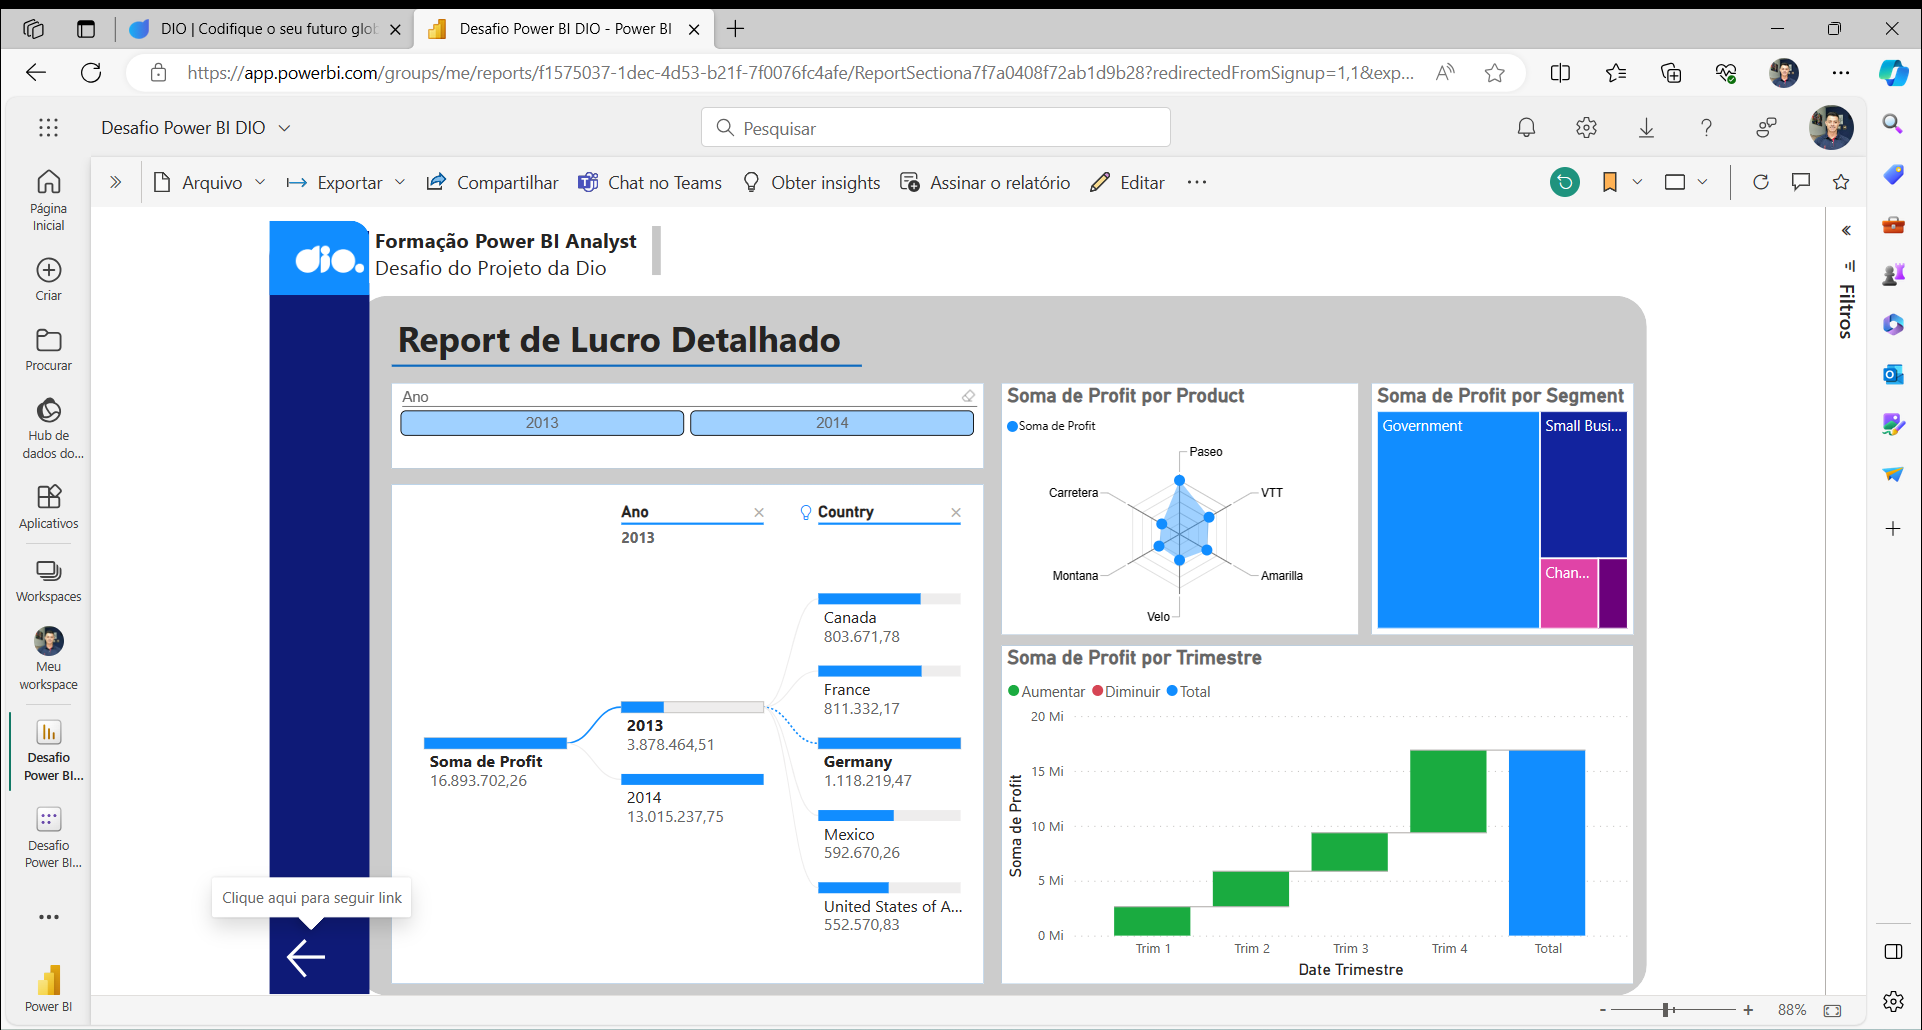 DIO | Codifique o seu futuro glob
Desafio Power BI DIO - Power BI
https://app.powerbi.com/groups/me/reports/f1575037-1dec-4d53-b21f-7f0076fc4afe/ReportSectiona7f7a0408f72ab1d9b28?redirectedFromSignup=1,1&exp...
Desafio Power BI DIO
Pesquisar
Arquivo
Exportar
Compartilhar
Chat no Teams
Obter insights
Assinar o relatório
Editar
Página
Inicial
Criar
Procurar
Hub de
dados do...
Aplicativos
Workspaces
Meu
workspace
Desafio
Power BI...
Desafio
Power BI...
Power BI
dio.
Formação Power BI Analyst
Desafio do Projeto da Dio
Report de Lucro Detalhado
Ano
2013
2014
Ano
2013
Country
Soma de Profit
16.893.702,26
2013
3.878.464,51
2014
13.015.237,75
Canada
803.671,78
France
811.332,17
Germany
1.118.219,47
Mexico
592.670,26
United States of A...
552.570,83
Clique aqui para seguir link
Soma de Profit por Product
Soma de Profit
Paseo
Carretera
VTT
Montana
Amarilla
Velo
Soma de Profit por Segment
Government
Small Busi...
Chan...
Soma de Profit por Trimestre
Aumentar
Diminuir
Total
20 Mi
15 Mi
10 Mi
5 Mi
0 Mi
Soma de Profit
Trim 1
Trim 2
Trim 3
Trim 4
Total
Date Trimestre
Filtros
- + 88%